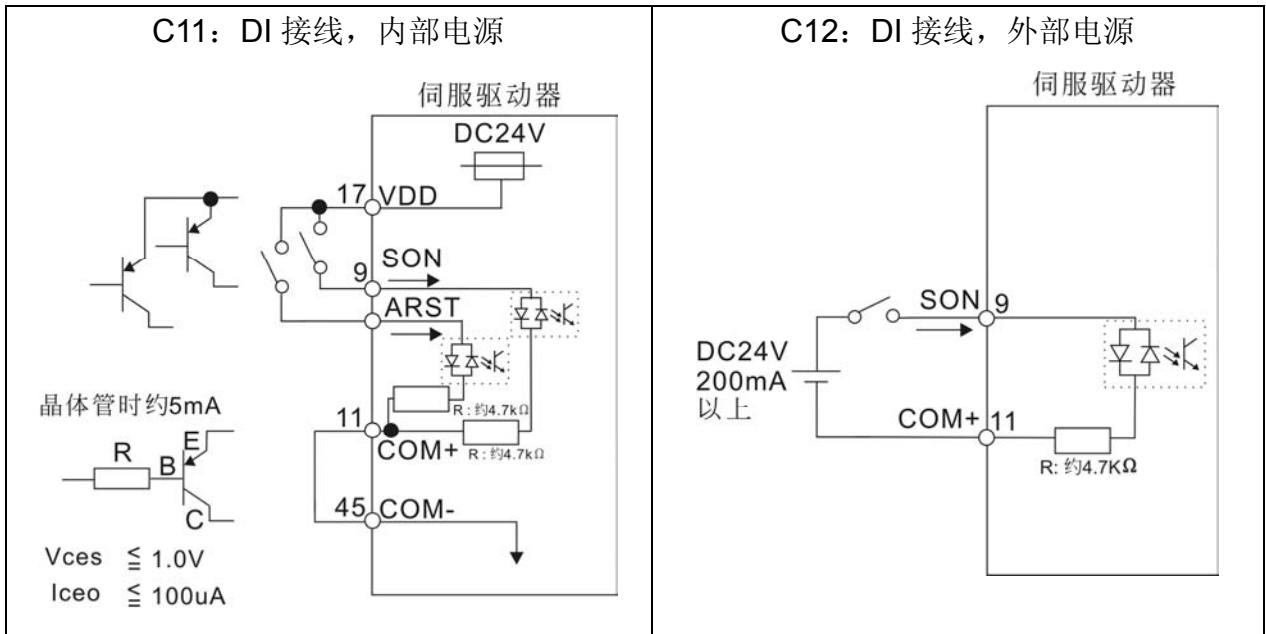 C11：DI 接线，内部电源
伺服驱动器
DC24V
17
VDD
9
SON
ARST
R：约4.7kΩ
11
COM+
R：约4.7kΩ
45
COM-
晶体管时约5mA
R
B
E
C
Vces ≦ 1.0V
Iceo ≦ 100uA
C12：DI 接线，外部电源
伺服驱动器
SON
9
DC24V
200mA
以上
COM+
11
R: 约4.7KΩ